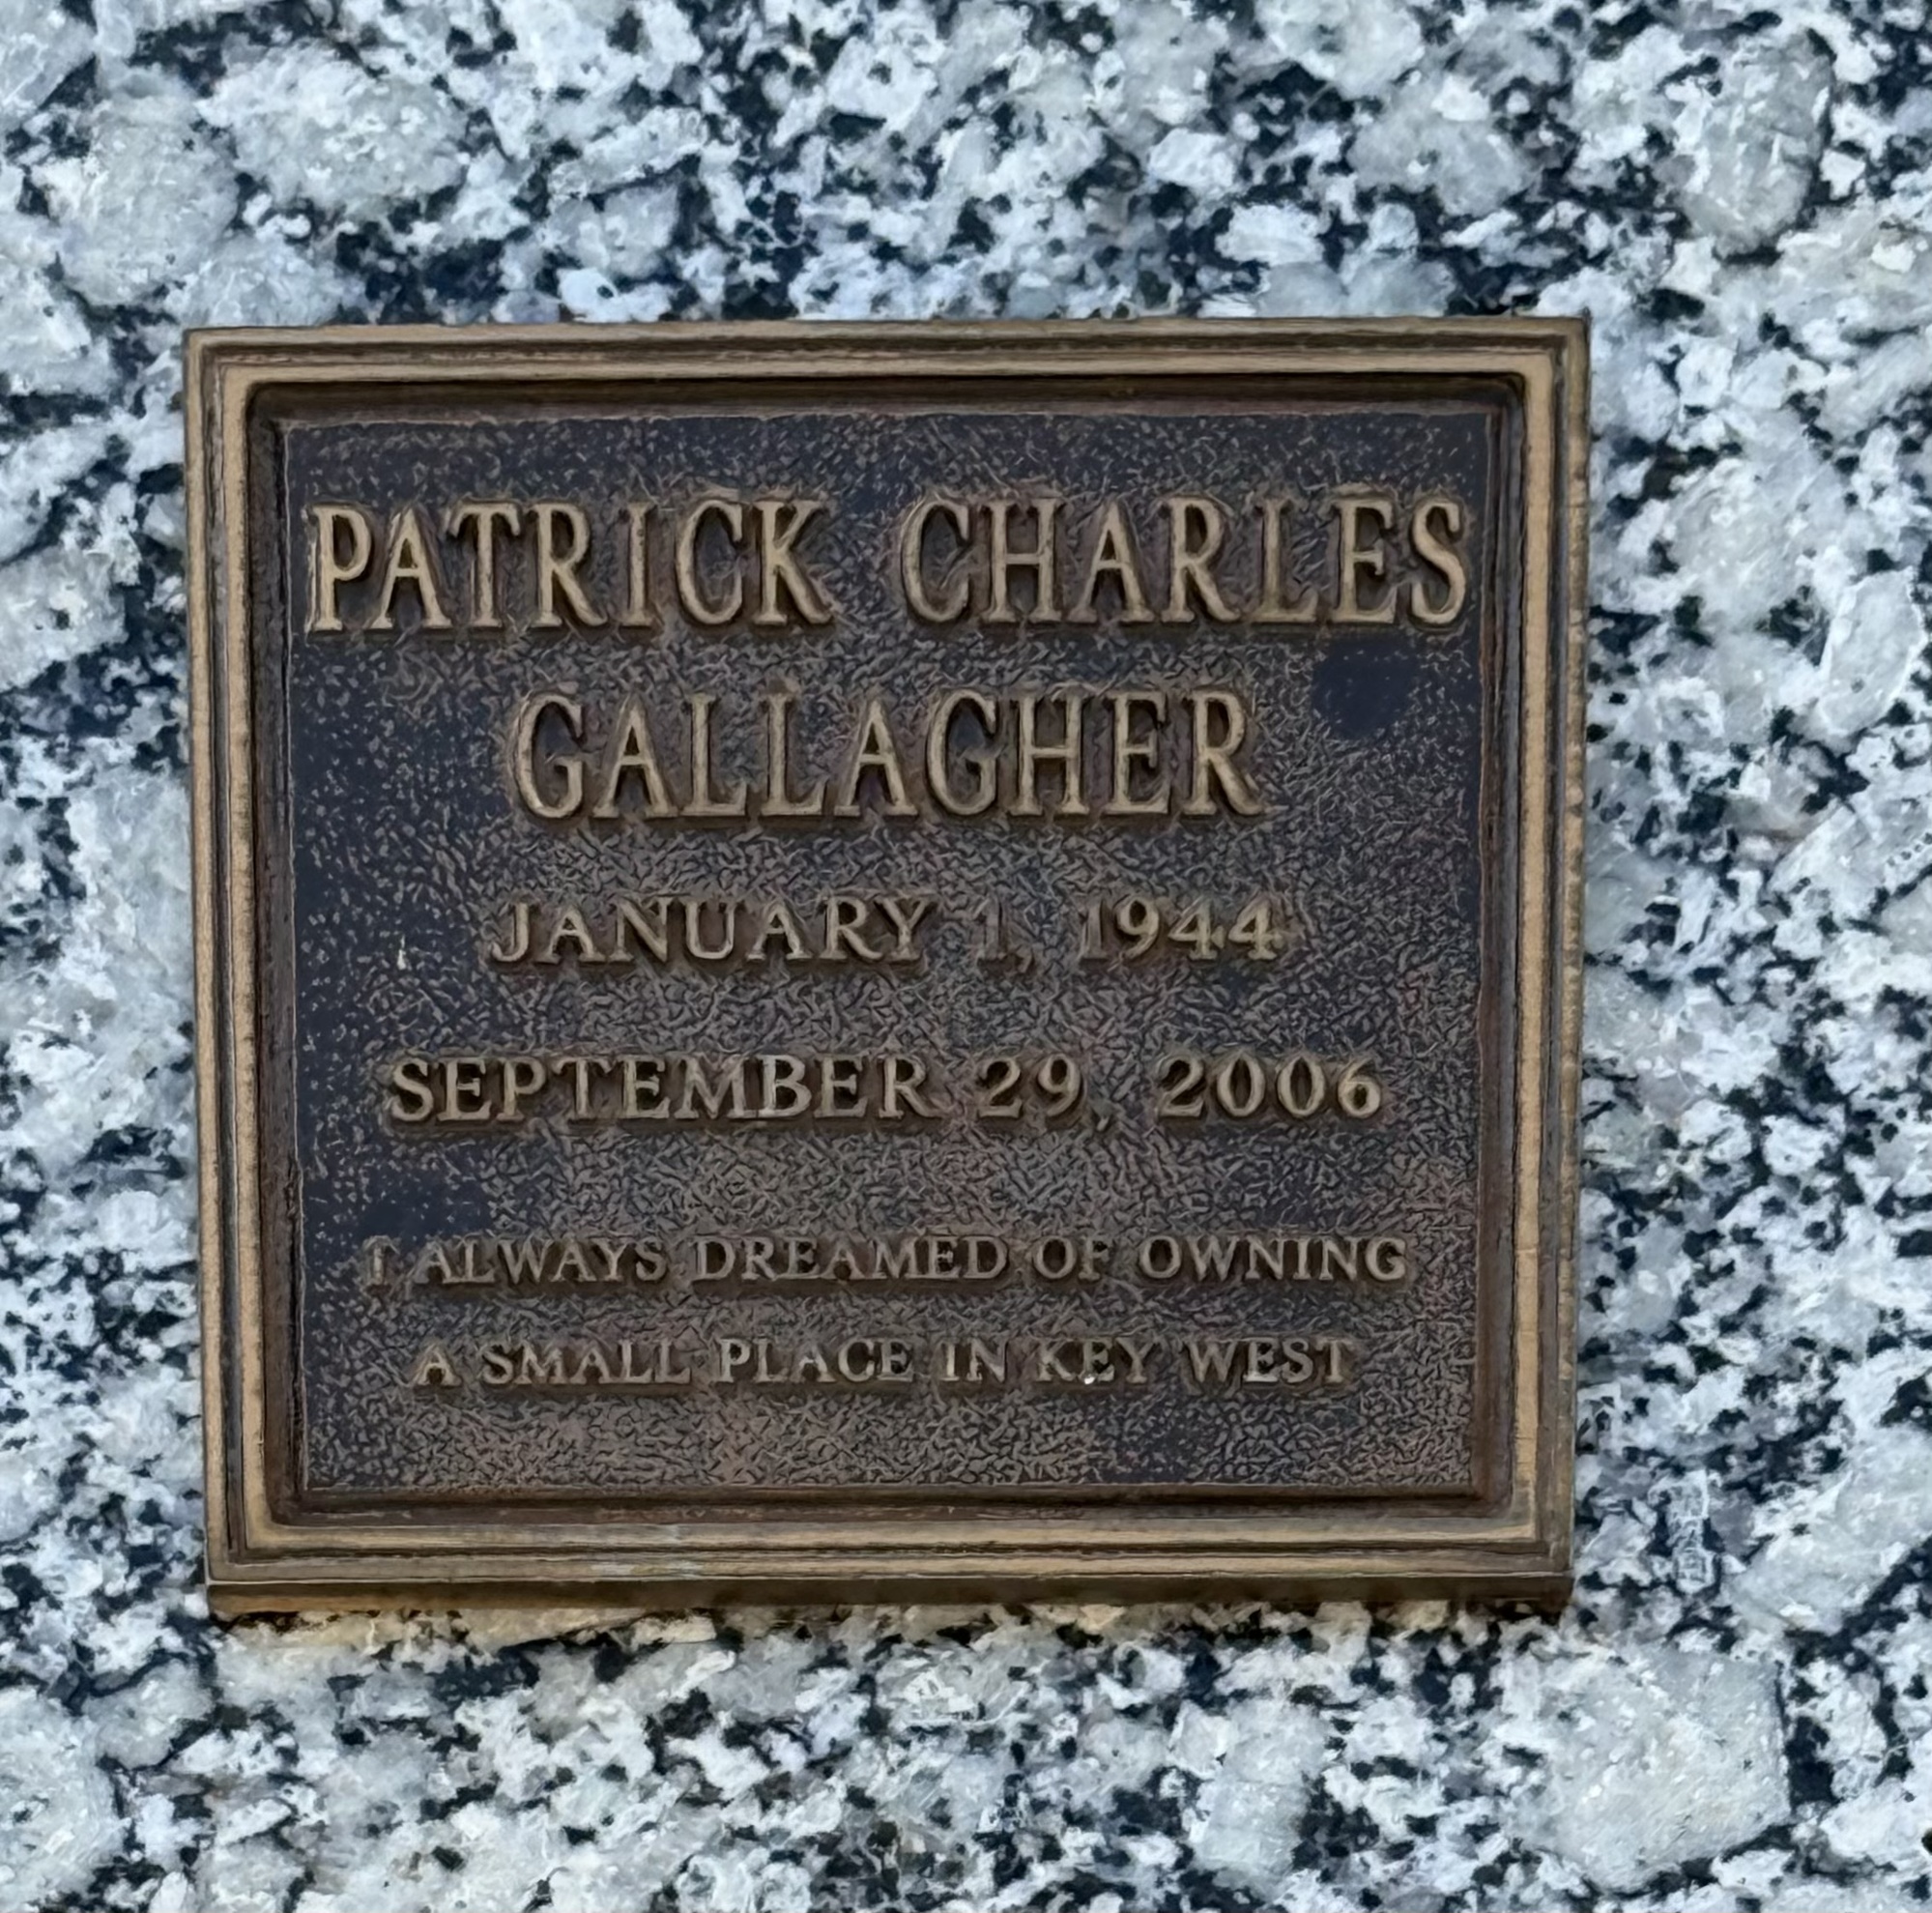 PATRICK CHARLES
GALLAGHER
JANUARY 1, 1944
SEPTEMBER 29, 2006
I ALWAYS DREAMED OF OWNING
A SMALL PLACE IN KEY WEST